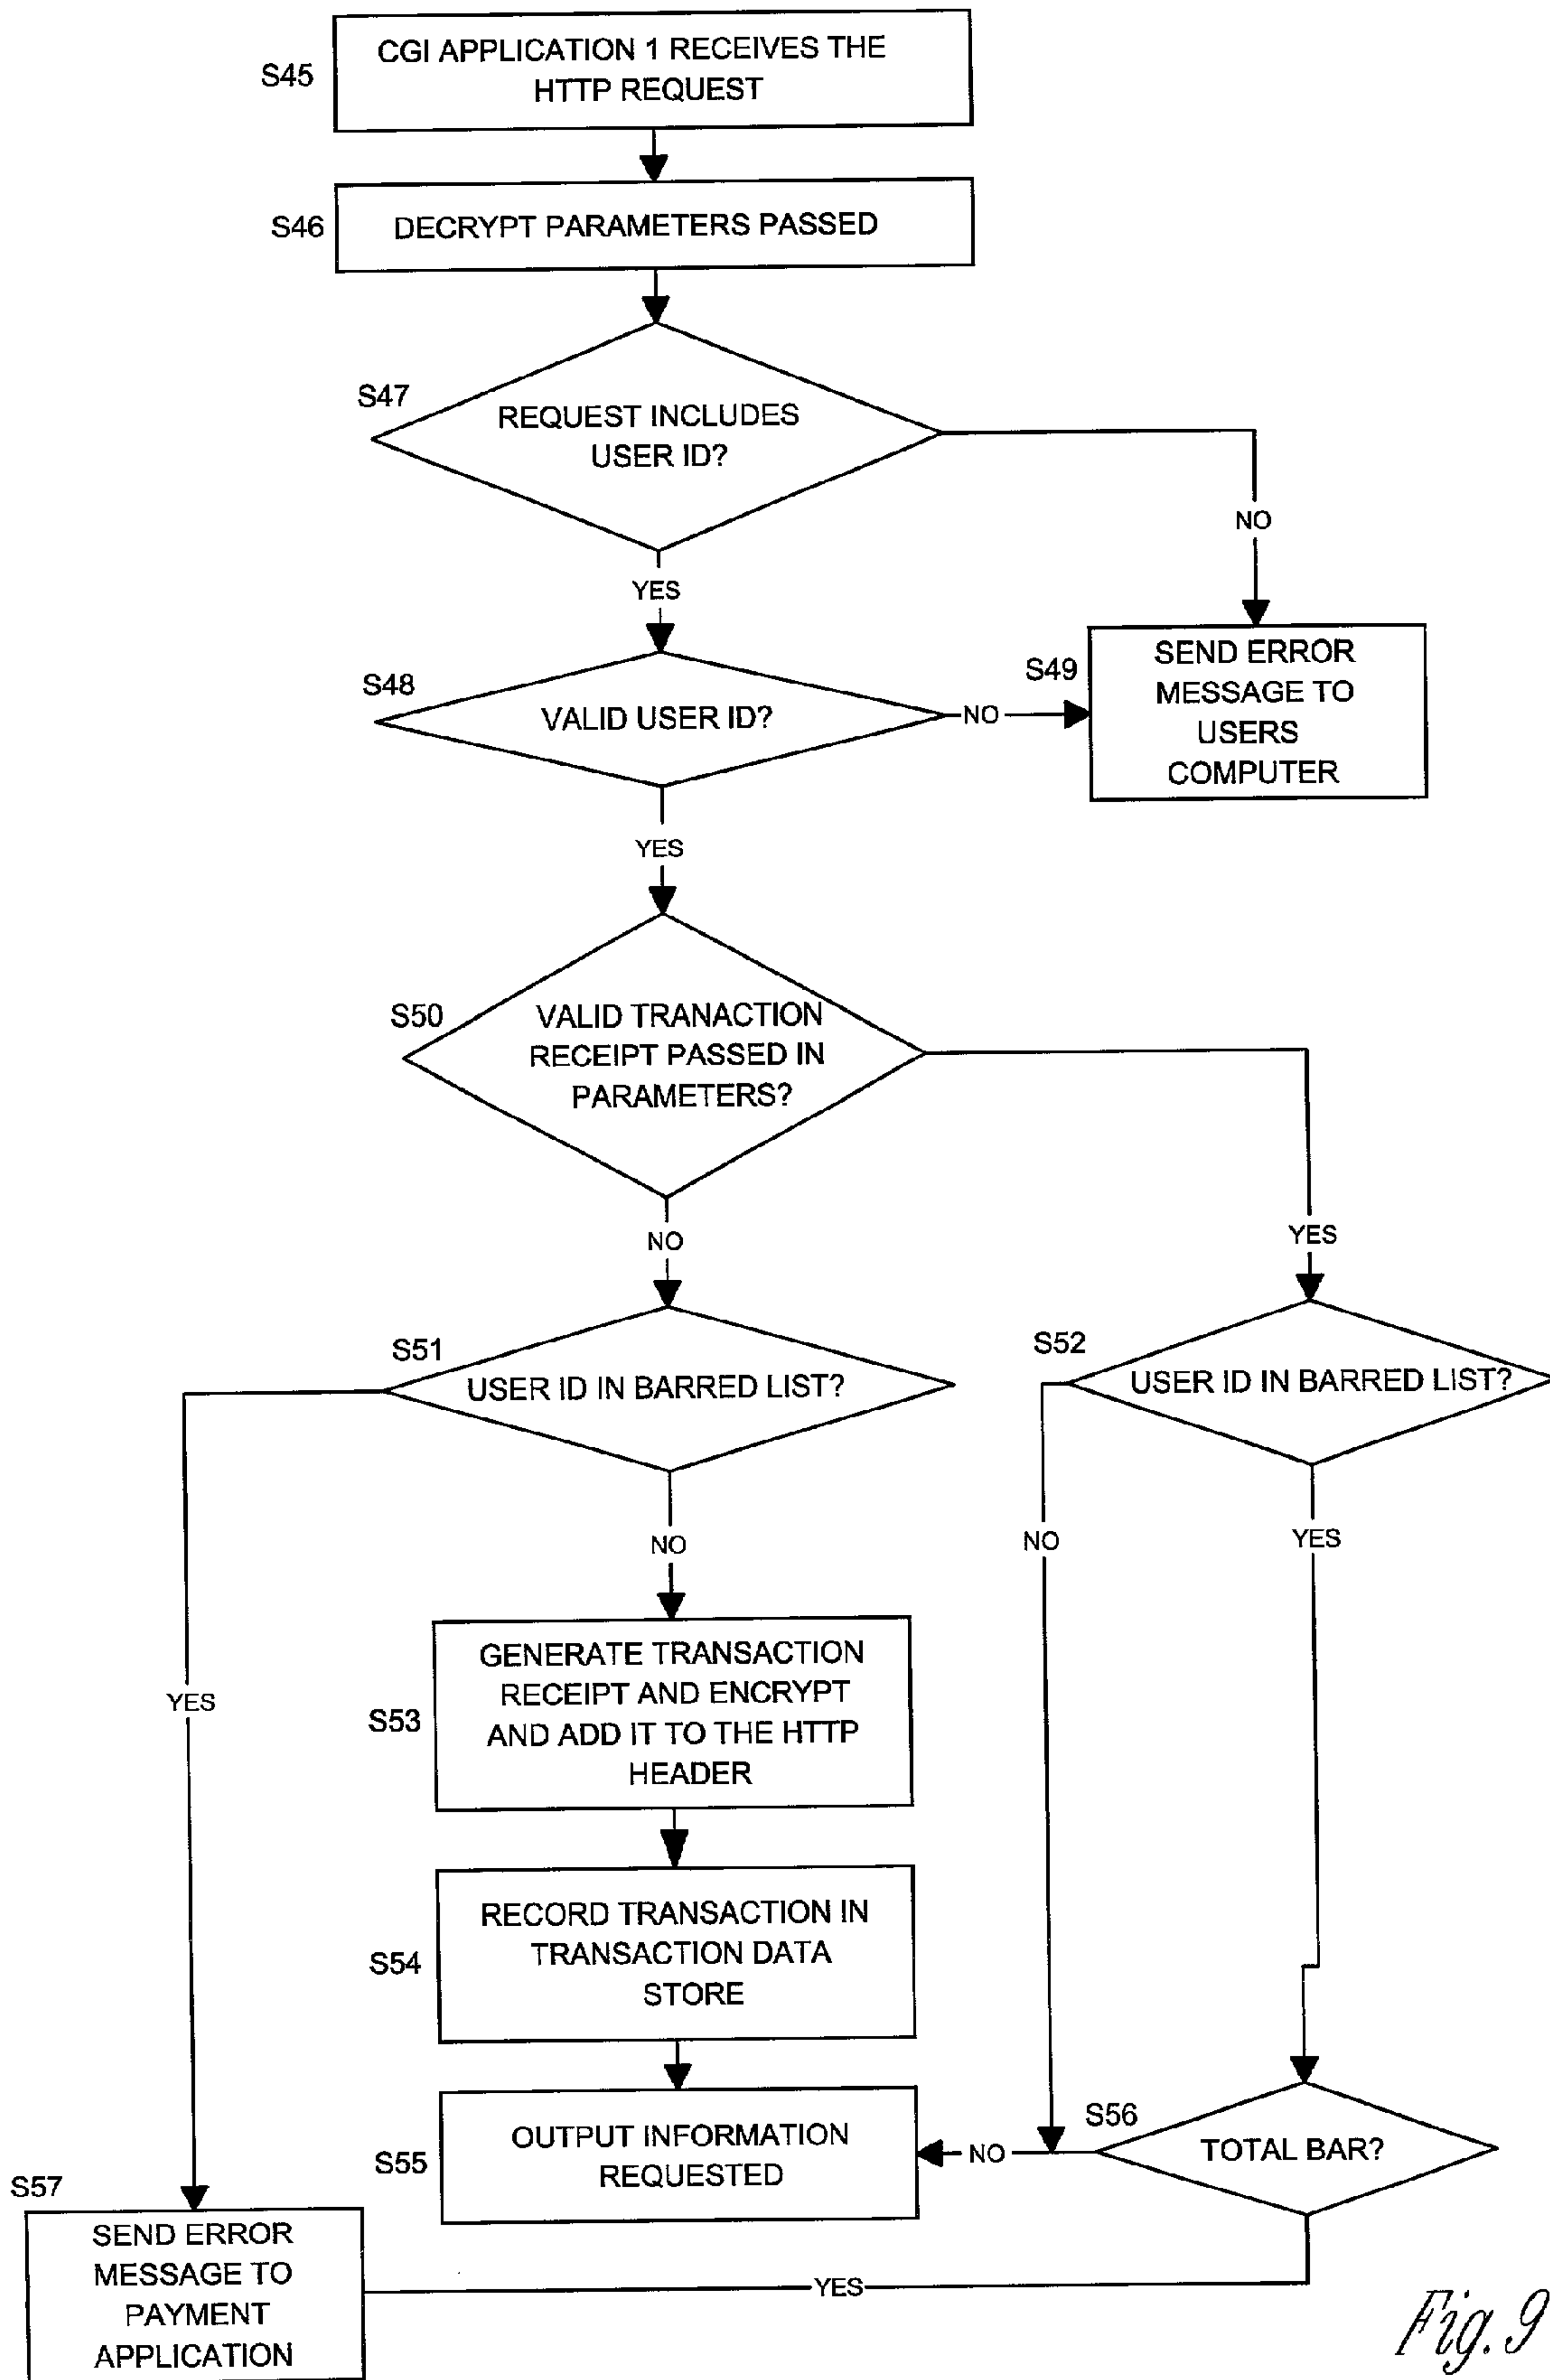 S45
CGI APPLICATION 1 RECEIVES THE
HTTP REQUEST
S46
DECRYPT PARAMETERS PASSED
S47
REQUEST INCLUDES
USER ID?
NO
YES
S48
VALID USER ID?
NO
S49
SEND ERROR
MESSAGE TO
USERS
COMPUTER
YES
S50
VALID TRANACTION
RECEIPT PASSED IN
PARAMETERS?
NO
YES
S51
USER ID IN BARRED LIST?
S52
USER ID IN BARRED LIST?
NO
NO
YES
YES
S53
GENERATE TRANSACTION
RECEIPT AND ENCRYPT
AND ADD IT TO THE HTTP
HEADER
S54
RECORD TRANSACTION IN
TRANSACTION DATA
STORE
S55
OUTPUT INFORMATION
REQUESTED
NO
S56
TOTAL BAR?
S57
SEND ERROR
MESSAGE TO
PAYMENT
APPLICATION
YES
Fig. 9